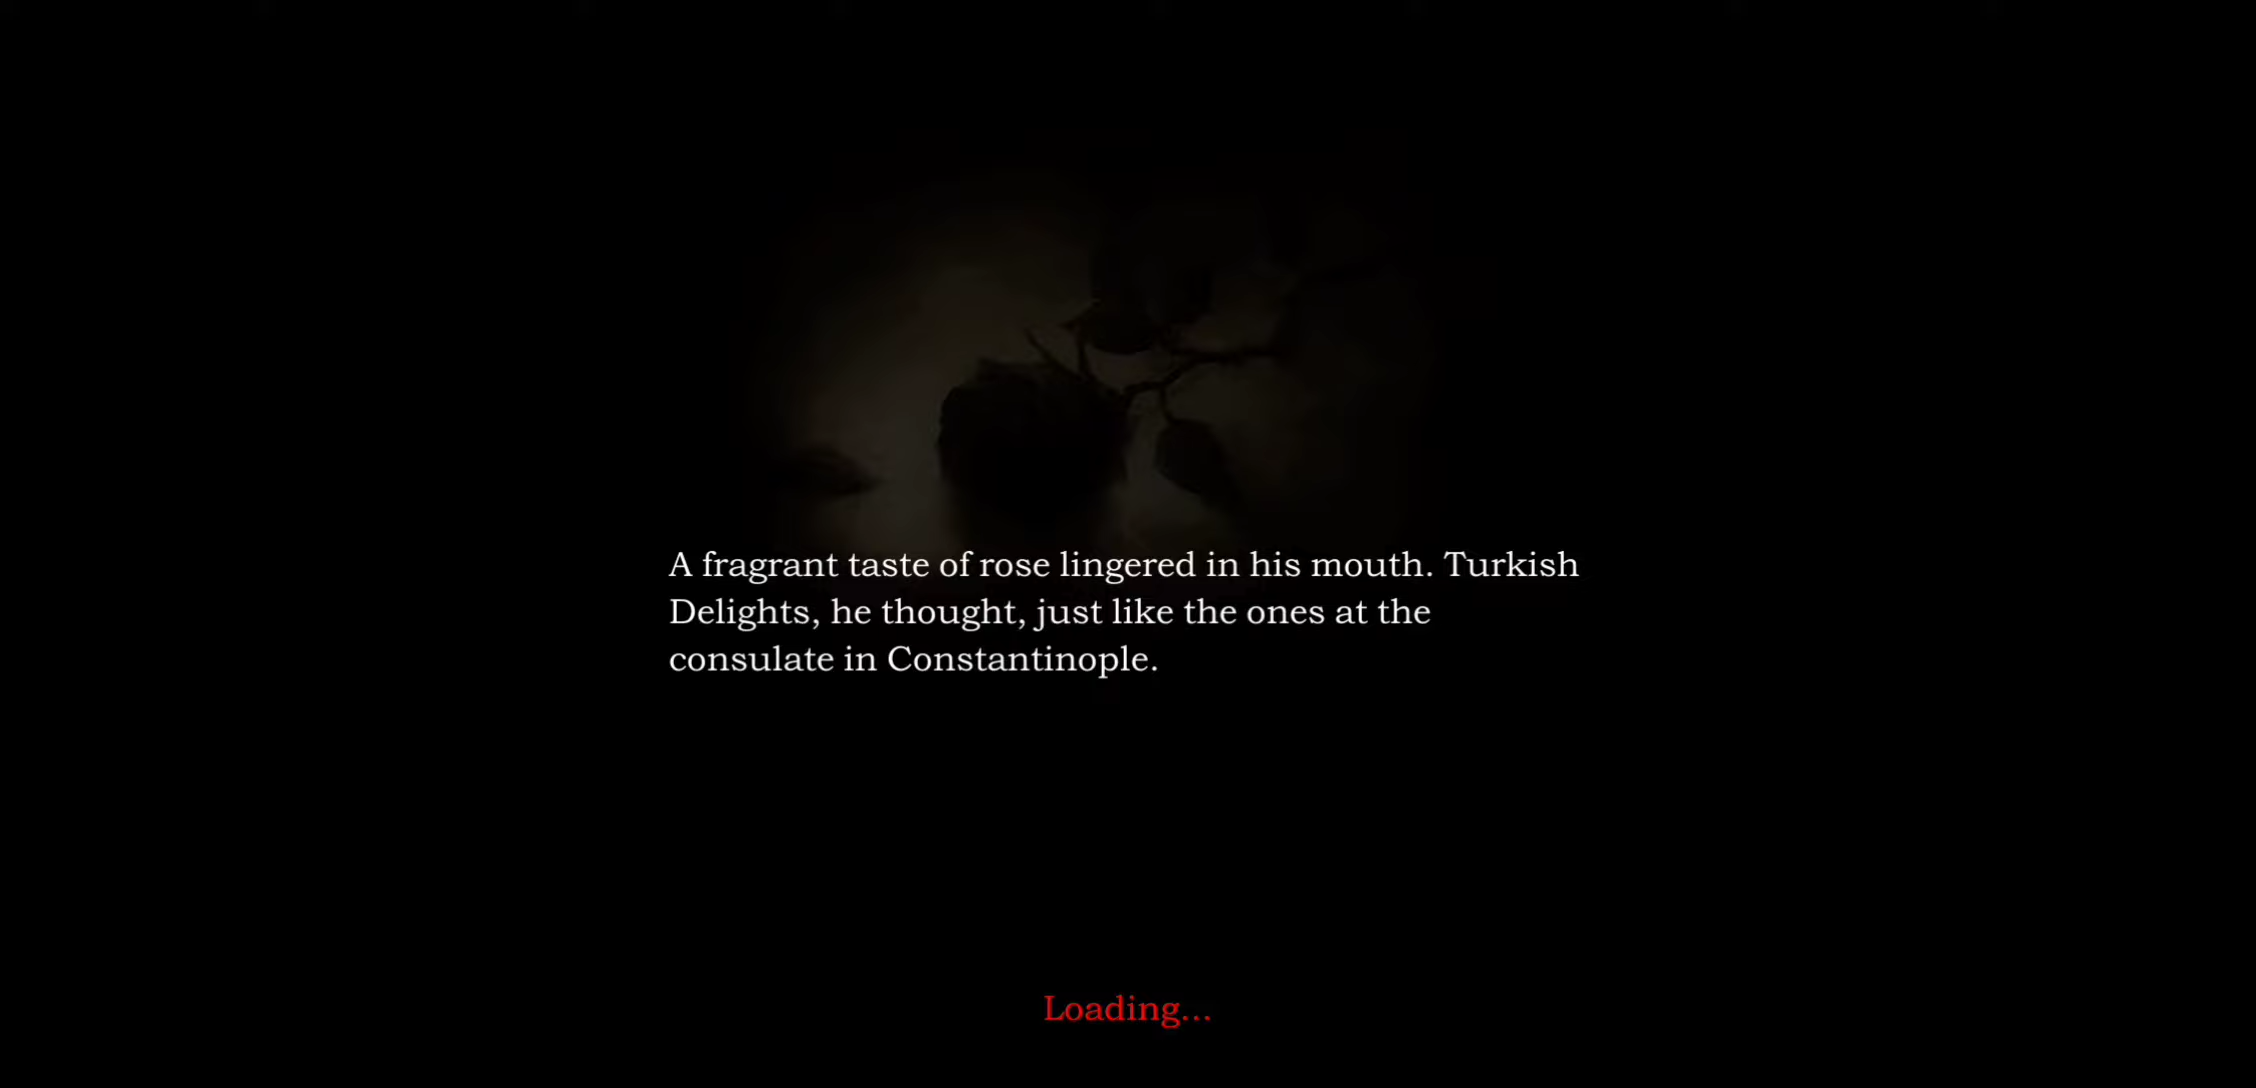 A fragrant taste of rose lingered in his mouth. Turkish
Delights, he thought, just like the ones at the
consulate in Constantinople.
Loading...